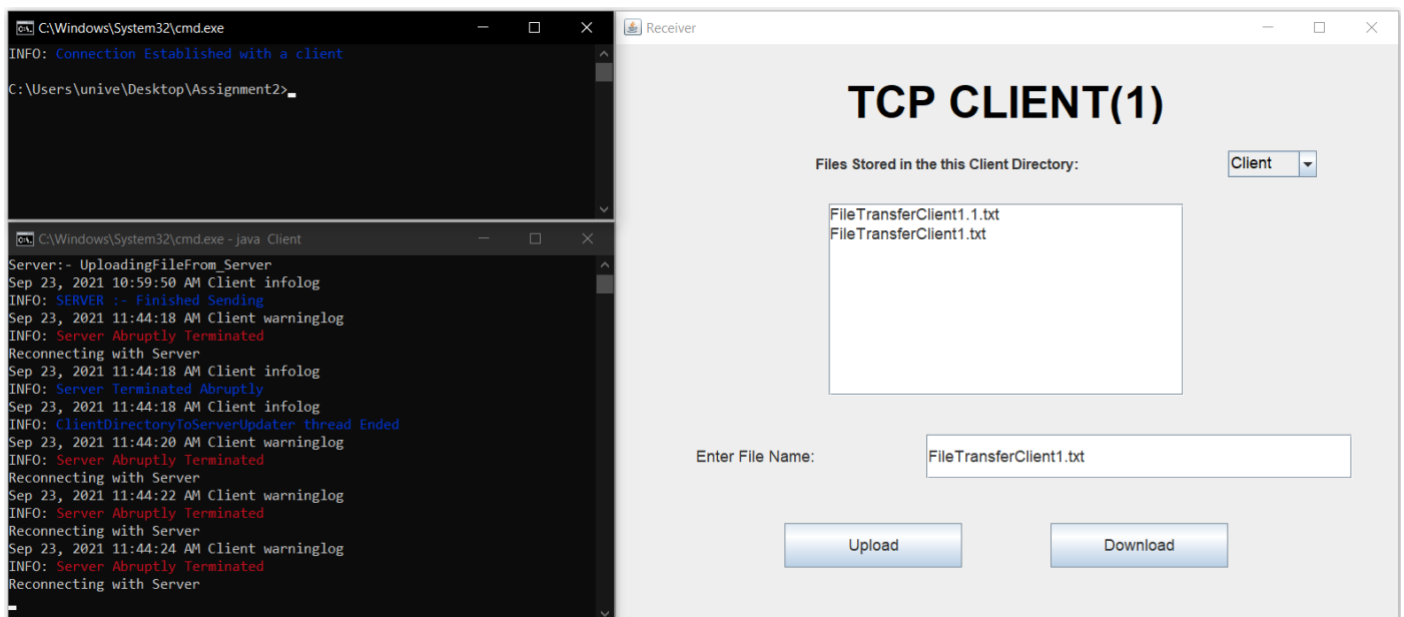 C:\Windows\System32\cmd.exe
INFO: Connection Established with a client
C:\Users\unive\Desktop\Assignment2>
C:\Windows\System32\cmd.exe - java Client
Server:- UploadingFileFrom_Server
Sep 23, 2021 10:59:50 AM Client infolog
INFO: SERVER :- Finished Sending
Sep 23, 2021 11:44:18 AM Client warninglog
INFO: Server Abruptly Terminated
Reconnecting with Server
Sep 23, 2021 11:44:18 AM Client infolog
INFO: Server Terminated Abruptly
Sep 23, 2021 11:44:18 AM Client infolog
INFO: ClientDirectoryToServerUpdater thread Ended
Sep 23, 2021 11:44:20 AM Client warninglog
INFO: Server Abruptly Terminated
Reconnecting with Server
Sep 23, 2021 11:44:22 AM Client warninglog
INFO: Server Abruptly Terminated
Reconnecting with Server
Sep 23, 2021 11:44:24 AM Client warninglog
INFO: Server Abruptly Terminated
Reconnecting with Server
Receiver
TCP CLIENT(1)
Files Stored in the this Client Directory:
Client
FileTransferClient1.1.txt
FileTransferClient1.txt
Enter File Name:
FileTransferClient1.txt
Upload
Download